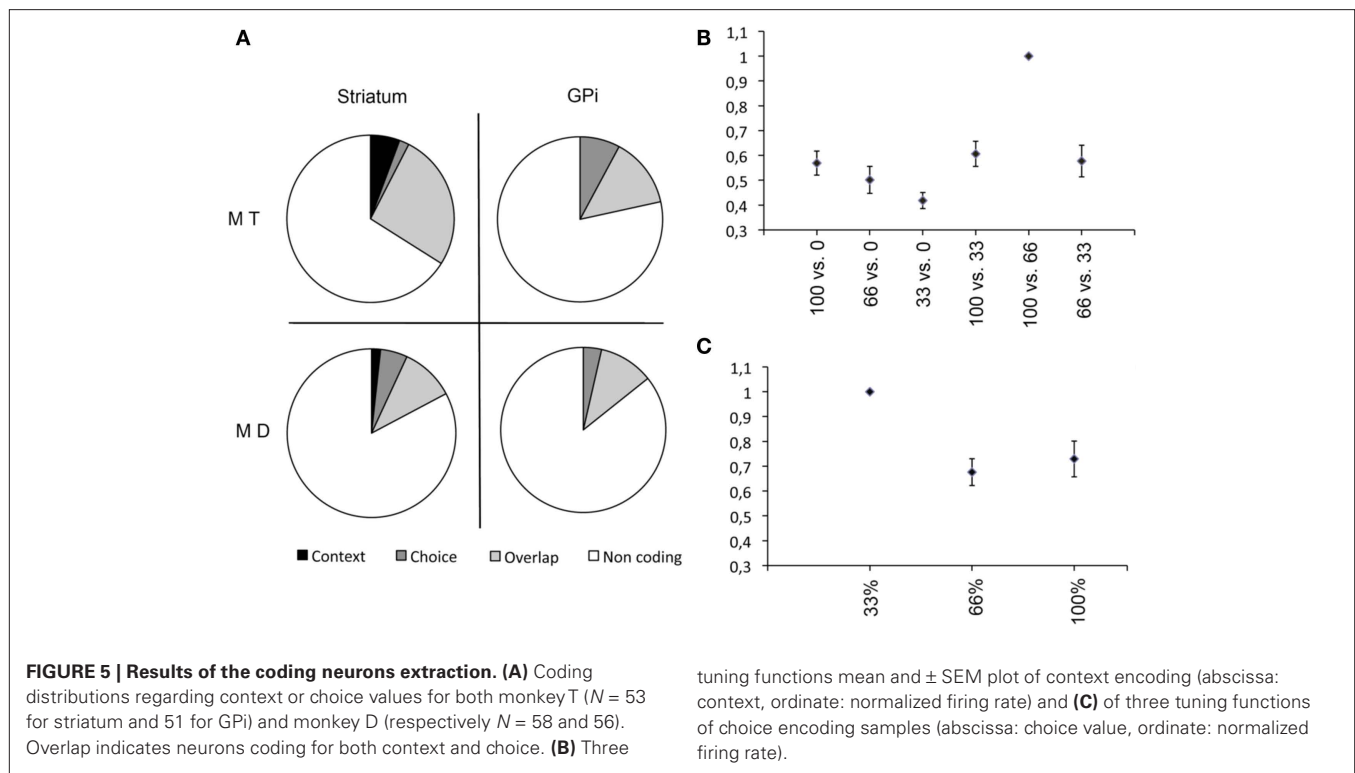 A
Striatum
GPi
M T
M D
Context
Choice
Overlap
Non coding
B
1,1
1
0,9
0,8
0,7
0,6
0,5
0,4
0,3
100 vs. 0
66 vs. 0
33 vs. 0
100 vs. 33
100 vs. 66
66 vs. 33
C
1,1
1
0,9
0,8
0,7
0,6
0,5
0,4
0,3
33%
66%
100%
FIGURE 5 | Results of the coding neurons extraction. (A) Coding
distributions regarding context or choice values for both monkey T (N = 53
for striatum and 51 for GPi) and monkey D (respectively N = 58 and 56).
Overlap indicates neurons coding for both context and choice. (B) Three
tuning functions mean and ± SEM plot of context encoding (abscissa:
context, ordinate: normalized firing rate) and (C) of three tuning functions
of choice encoding samples (abscissa: choice value, ordinate: normalized
firing rate).